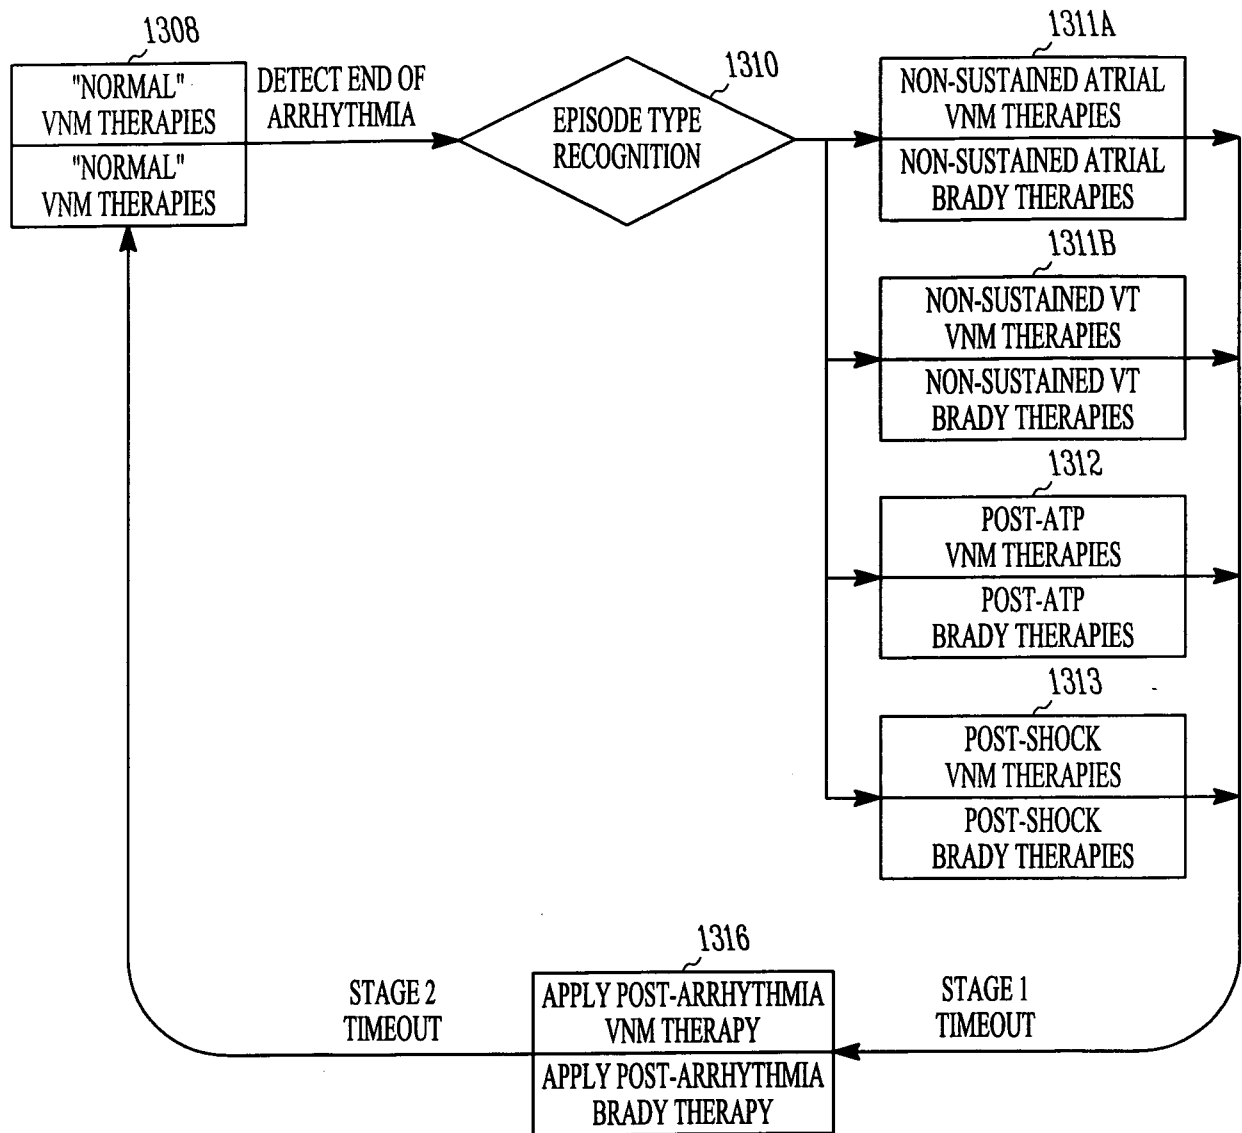 1308
"NORMAL"
VNM THERAPIES
"NORMAL"
VNM THERAPIES
DETECT END OF
ARRHYTHMIA
1310
EPISODE TYPE
RECOGNITION
1311A
NON-SUSTAINED ATRIAL
VNM THERAPIES
NON-SUSTAINED ATRIAL
BRADY THERAPIES
1311B
NON-SUSTAINED VT
VNM THERAPIES
NON-SUSTAINED VT
BRADY THERAPIES
1312
POST-ATP
VNM THERAPIES
POST-ATP
BRADY THERAPIES
1313
POST-SHOCK
VNM THERAPIES
POST-SHOCK
BRADY THERAPIES
STAGE 1
TIMEOUT
1316
APPLY POST-ARRHYTHMIA
VNM THERAPY
APPLY POST-ARRHYTHMIA
BRADY THERAPY
STAGE 2
TIMEOUT